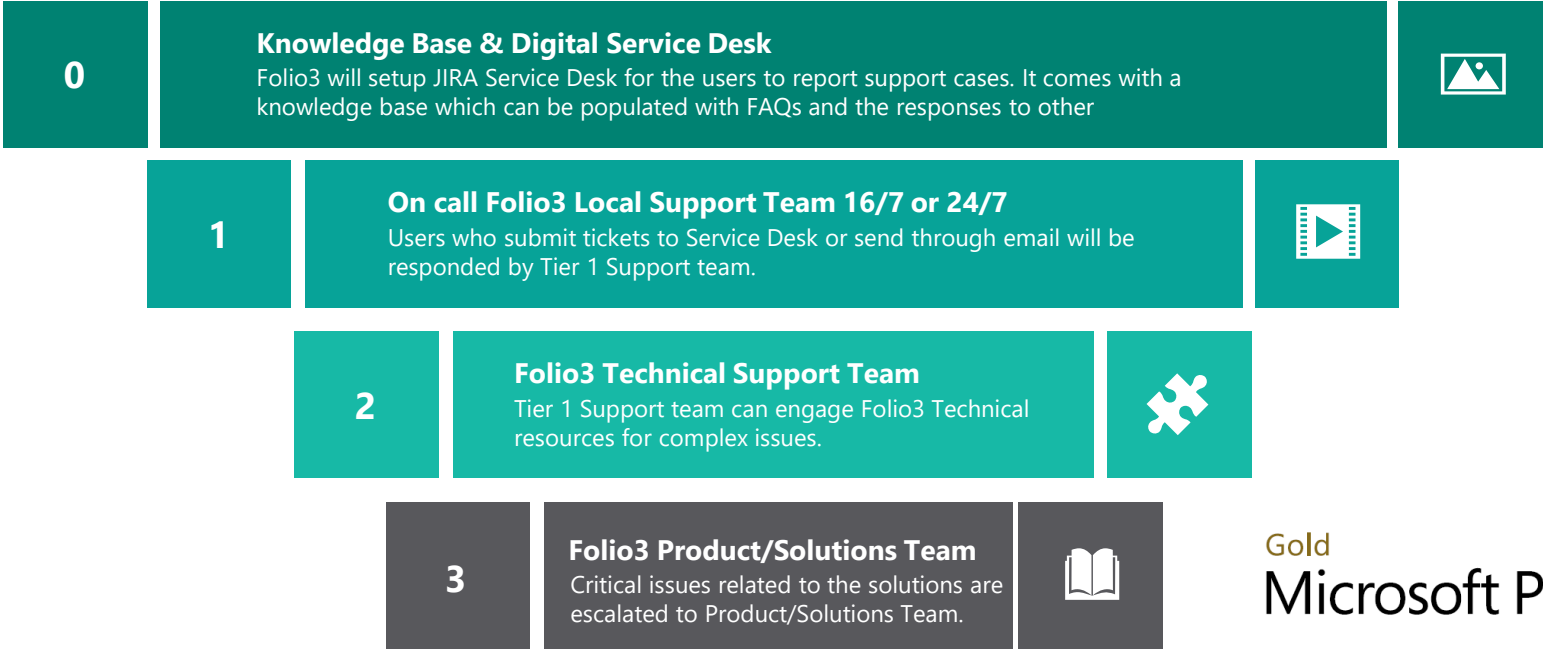 0
Knowledge Base & Digital Service Desk
Folio3 will setup JIRA Service Desk for the users to report support cases. It comes with a
knowledge base which can be populated with FAQs and the responses to other
1
On call Folio3 Local Support Team 16/7 or 24/7
Users who submit tickets to Service Desk or send through email will be
responded by Tier 1 Support team.
2
Folio3 Technical Support Team
Tier 1 Support team can engage Folio3 Technical
resources for complex issues.
3
Folio3 Product/Solutions Team
Critical issues related to the solutions are
escalated to Product/Solutions Team.
Gold
Microsoft P